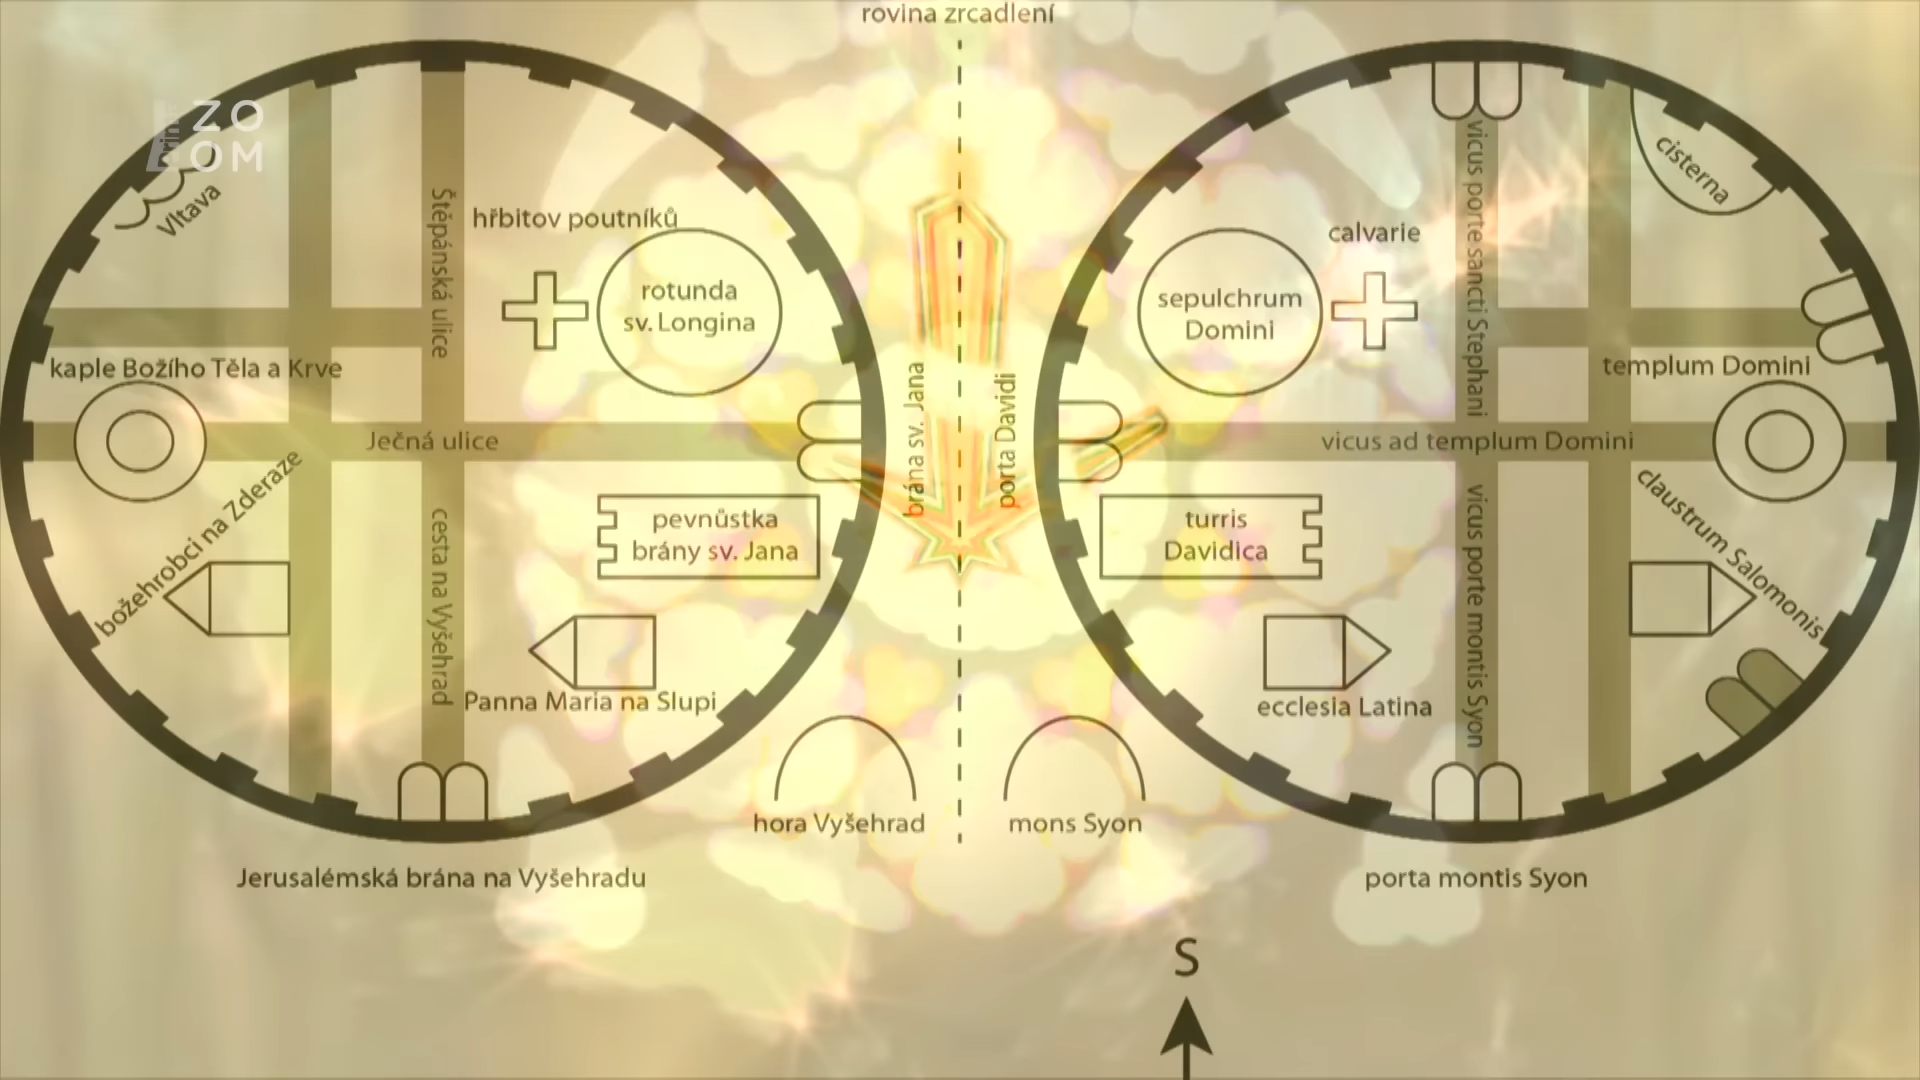 rovina zrcadlení
ZO
OM
Vltava
Štěpánská ulice
hřbitov poutníků
rotunda
sv. Longina
kaple Božího Těla a Krve
Ječná ulice
božehrobci na Zderaze
cesta na Vyšehrad
pevnůstka
brány sv. Jana
Panna Maria na Slupi
brána sv. Jana
porta Davidi
hora Vyšehrad
mons Syon
Jerusalémská brána na Vyšehradu
sepulchrum
Domini
calvarie
vicus porte sancti Stephani
cisterna
templum Domini
vicus ad templum Domini
claustrum Salomonis
turris
Davidica
vicus porte montis Syon
ecclesia Latina
porta montis Syon
S